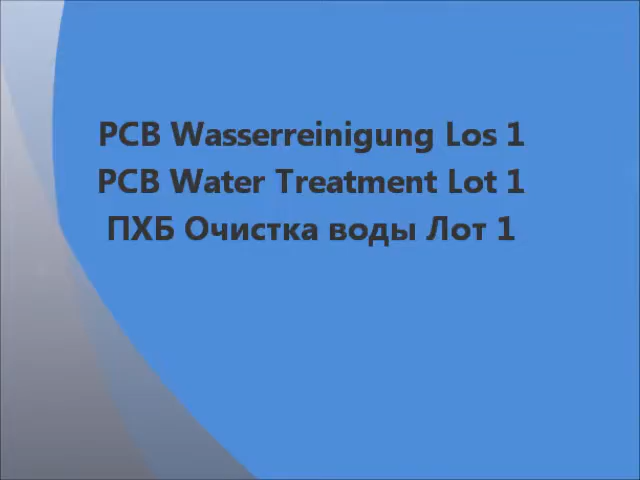 PCB Wasserreinigung Los 1
PCB Water Treatment Lot 1
ПХБ Очистка воды Лот 1